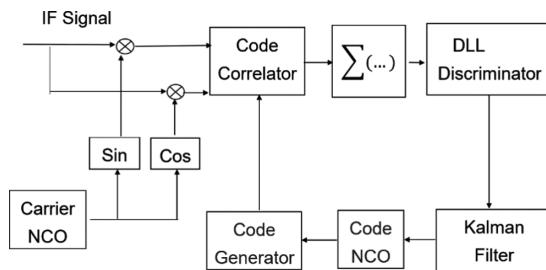 IF Signal
Code
Correlator
∑(...)
DLL
Discriminator
Sin
Cos
Carrier
NCO
Code
Generator
Code
NCO
Kalman
Filter